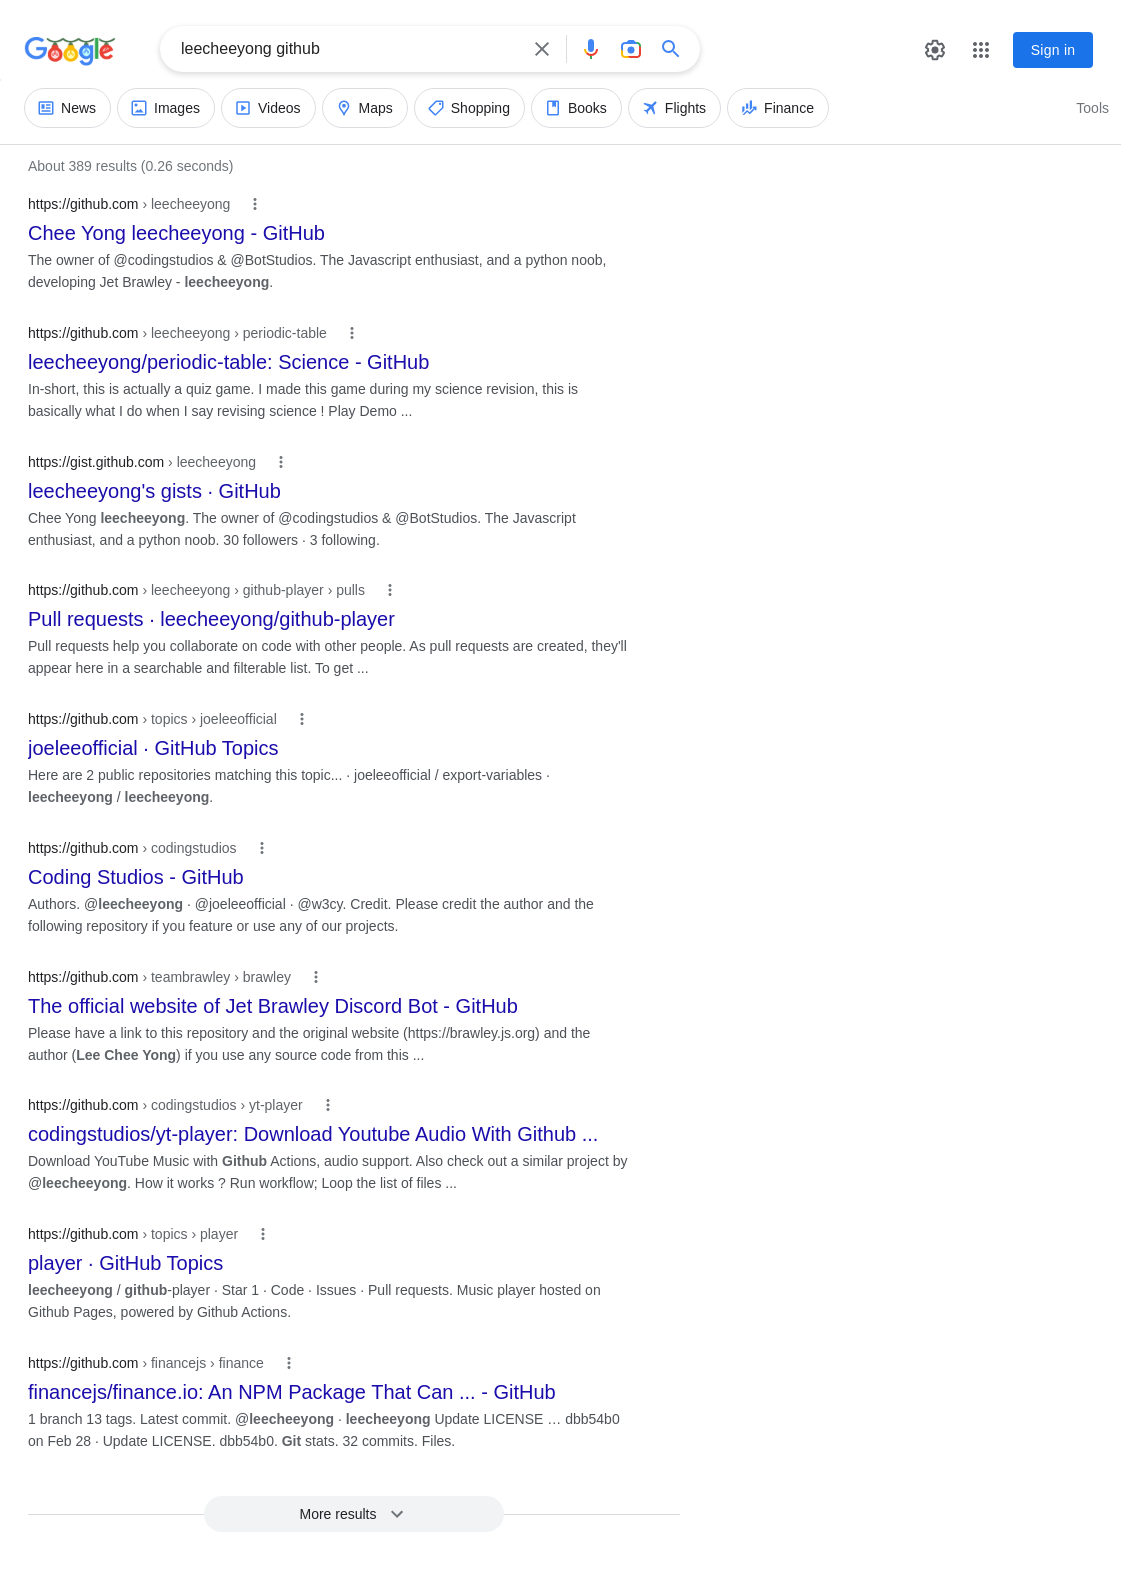 Google
leecheeyong github
Sign in
News Images Videos Maps Shopping Books Flights Finance Tools
About 389 results (0.26 seconds)
https://github.com › leecheeyong
Chee Yong leecheeyong - GitHub
The owner of @codingstudios & @BotStudios. The Javascript enthusiast, and a python noob,
developing Jet Brawley - leecheeyong.
https://github.com › leecheeyong › periodic-table
leecheeyong/periodic-table: Science - GitHub
In-short, this is actually a quiz game. I made this game during my science revision, this is
basically what I do when I say revising science ! Play Demo ...
https://gist.github.com › leecheeyong
leecheeyong's gists · GitHub
Chee Yong leecheeyong. The owner of @codingstudios & @BotStudios. The Javascript
enthusiast, and a python noob. 30 followers · 3 following.
https://github.com › leecheeyong › github-player › pulls
Pull requests · leecheeyong/github-player
Pull requests help you collaborate on code with other people. As pull requests are created, they'll
appear here in a searchable and filterable list. To get ...
https://github.com › topics › joeleeofficial
joeleeofficial · GitHub Topics
Here are 2 public repositories matching this topic... · joeleeofficial / export-variables ·
leecheeyong / leecheeyong.
https://github.com › codingstudios
Coding Studios - GitHub
Authors. @leecheeyong · @joeleeofficial · @w3cy. Credit. Please credit the author and the
following repository if you feature or use any of our projects.
https://github.com › teambrawley › brawley
The official website of Jet Brawley Discord Bot - GitHub
Please have a link to this repository and the original website (https://brawley.js.org) and the
author (Lee Chee Yong) if you use any source code from this ...
https://github.com › codingstudios › yt-player
codingstudios/yt-player: Download Youtube Audio With Github ...
Download YouTube Music with Github Actions, audio support. Also check out a similar project by
@leecheeyong. How it works ? Run workflow; Loop the list of files ...
https://github.com › topics › player
player · GitHub Topics
leecheeyong / github-player · Star 1 · Code · Issues · Pull requests. Music player hosted on
Github Pages, powered by Github Actions.
https://github.com › financejs › finance
financejs/finance.io: An NPM Package That Can ... - GitHub
1 branch 13 tags. Latest commit. @leecheeyong · leecheeyong Update LICENSE … dbb54b0
on Feb 28 · Update LICENSE. dbb54b0. Git stats. 32 commits. Files.
More results